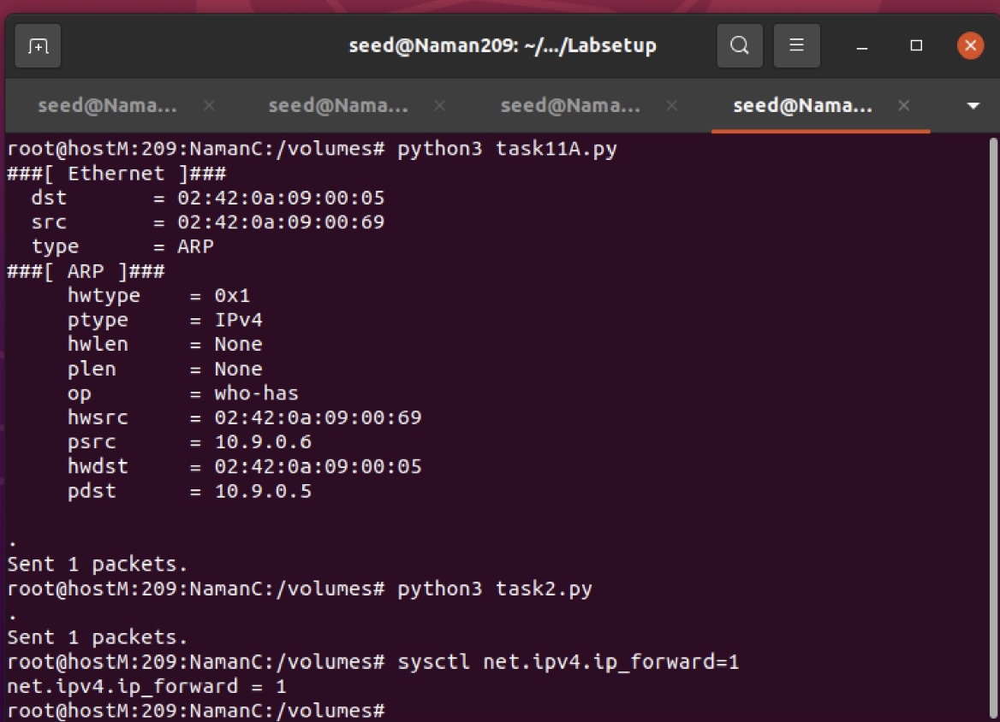 seed@Naman209: ~/.../Labsetup
seed@Nama... seed@Nama... seed@Nama... seed@Nama...
root@hostM:209:NamanC:/volumes# python3 task11A.py
###[ Ethernet ]###
  dst       = 02:42:0a:09:00:05
  src       = 02:42:0a:09:00:69
  type      = ARP
###[ ARP ]###
     hwtype    = 0x1
     ptype     = IPv4
     hwlen     = None
     plen      = None
     op        = who-has
     hwsrc     = 02:42:0a:09:00:69
     psrc      = 10.9.0.6
     hwdst     = 02:42:0a:09:00:05
     pdst      = 10.9.0.5
.
Sent 1 packets.
root@hostM:209:NamanC:/volumes# python3 task2.py
.
Sent 1 packets.
root@hostM:209:NamanC:/volumes# sysctl net.ipv4.ip_forward=1
net.ipv4.ip_forward = 1
root@hostM:209:NamanC:/volumes#